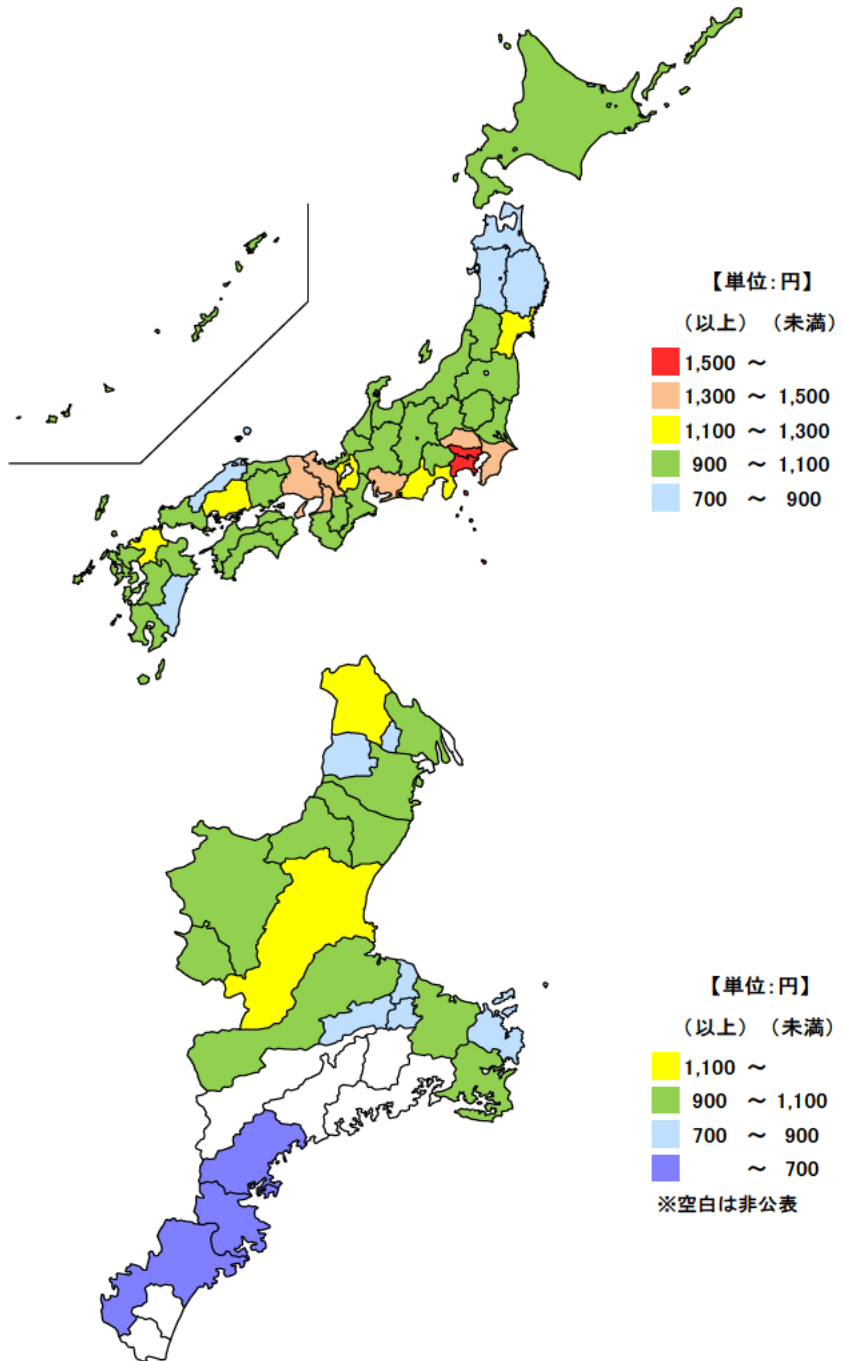 【単位:円】
(以上) (未満)
1,500 ～
1,300 ～ 1,500
1,100 ～ 1,300
900 ～ 1,100
700 ～ 900
【単位:円】
(以上) (未満)
1,100 ～
900 ～ 1,100
700 ～ 900
～ 700
※空白は非公表